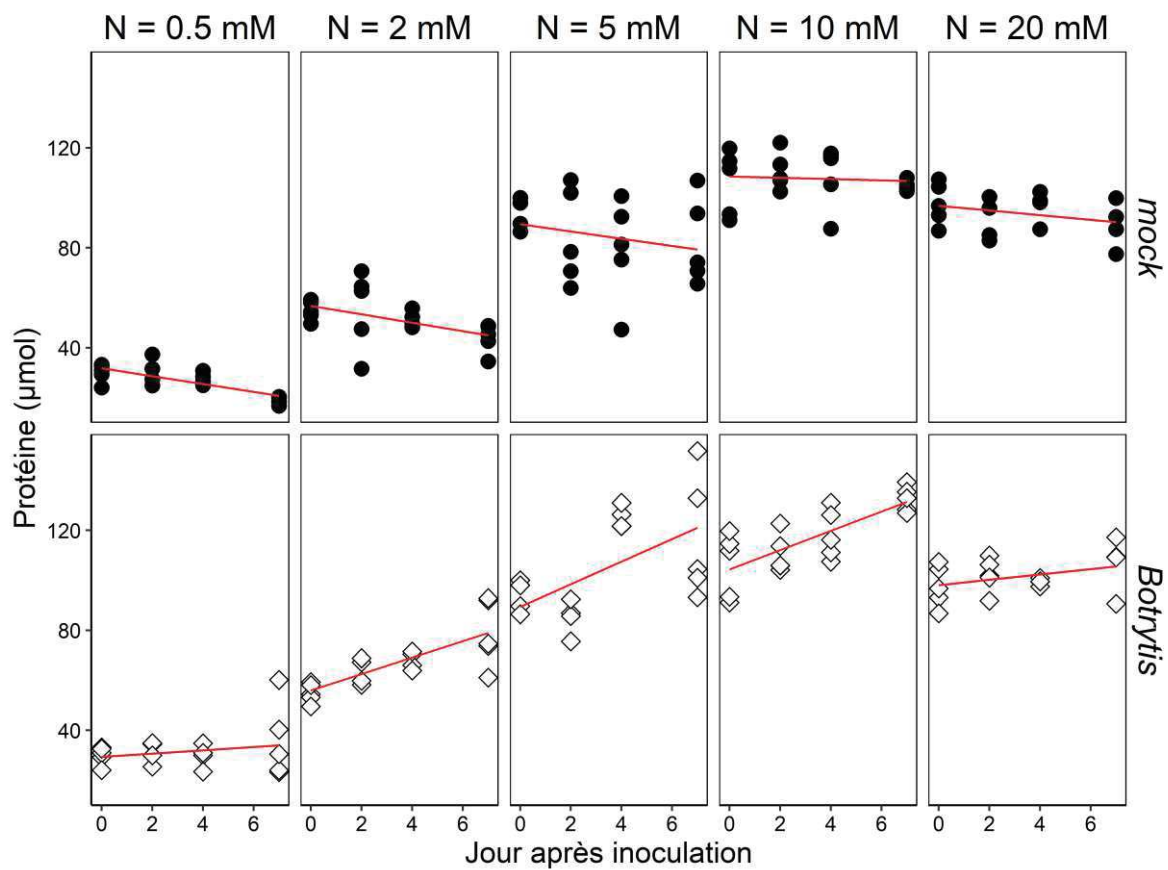 N = 0.5 mM N = 2 mM N = 5 mM N = 10 mM N = 20 mM
Protéine (µmol)
120
80
40
mock
120
80
40
Botrytis
0 2 4 6 0 2 4 6 0 2 4 6 0 2 4 6 0 2 4 6
Jour après inoculation